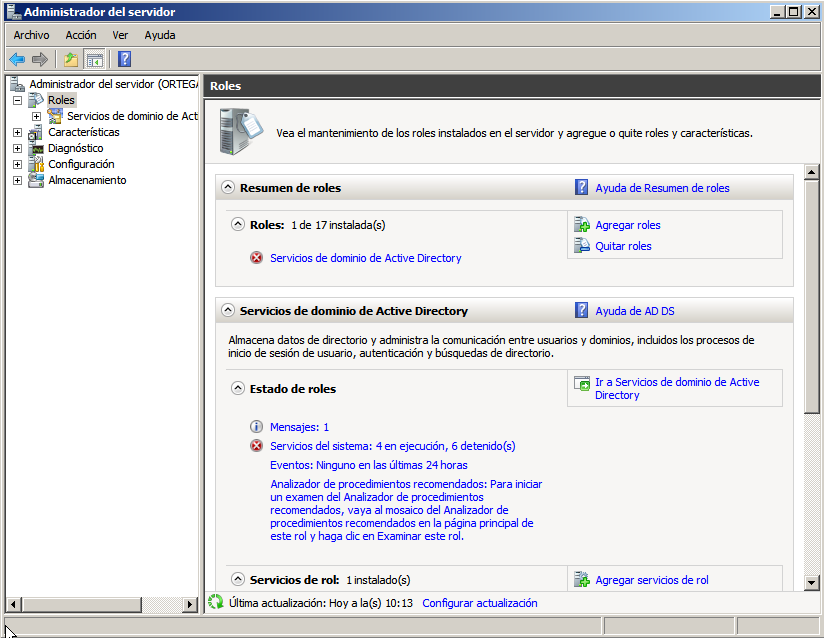 Administrador del servidor
Archivo Acción Ver Ayuda
Administrador del servidor (ORTEGA
Roles
Servicios de dominio de Act
Características
Diagnóstico
Configuración
Almacenamiento
Roles
Vea el mantenimiento de los roles instalados en el servidor y agregue o quite roles y características.
Resumen de roles
Ayuda de Resumen de roles
Roles: 1 de 17 instalada(s)
Agregar roles
Quitar roles
Servicios de dominio de Active Directory
Servicios de dominio de Active Directory
Ayuda de AD DS
Almacena datos de directorio y administra la comunicación entre usuarios y dominios, incluidos los procesos de
inicio de sesión de usuario, autenticación y búsquedas de directorio.
Estado de roles
Ir a Servicios de dominio de Active
Directory
Mensajes: 1
Servicios del sistema: 4 en ejecución, 6 detenido(s)
Eventos: Ninguno en las últimas 24 horas
Analizador de procedimientos recomendados: Para iniciar
un examen del Analizador de procedimientos
recomendados, vaya al mosaico del Analizador de
procedimientos recomendados en la página principal de
este rol y haga clic en Examinar este rol.
Servicios de rol: 1 instalado(s)
Agregar servicios de rol
Última actualización: Hoy a la(s) 10:13 Configurar actualización